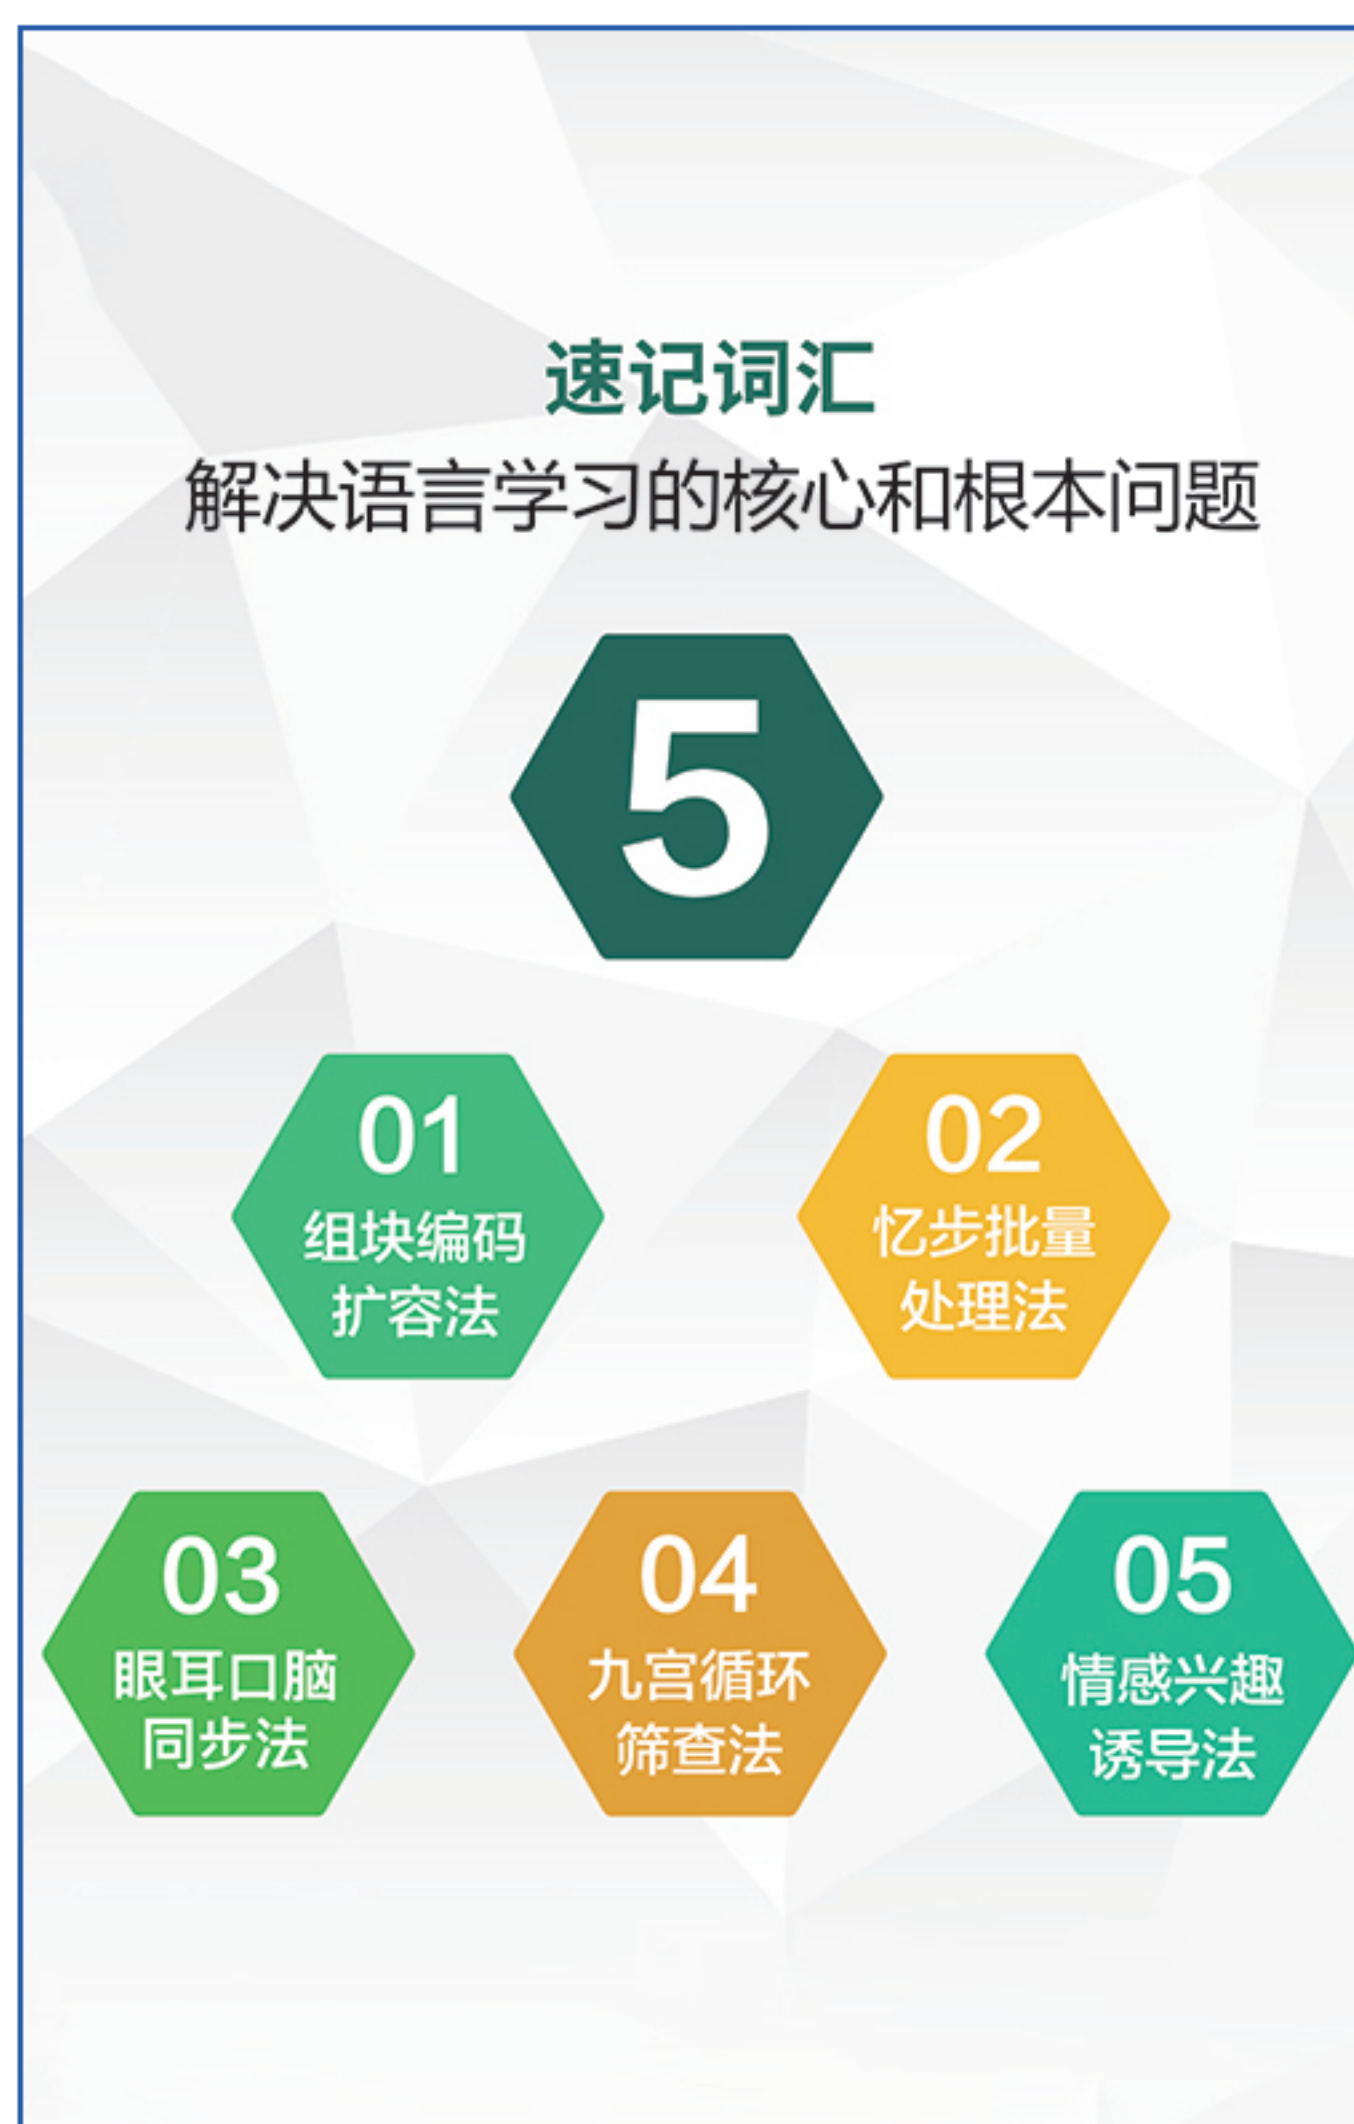 速记词汇
解决语言学习的核心和根本问题
5
01
组块编码
扩容法
02
忆步批量
处理法
03
眼耳口脑
同步法
04
九宫循环
筛查法
05
情感兴趣
诱导法